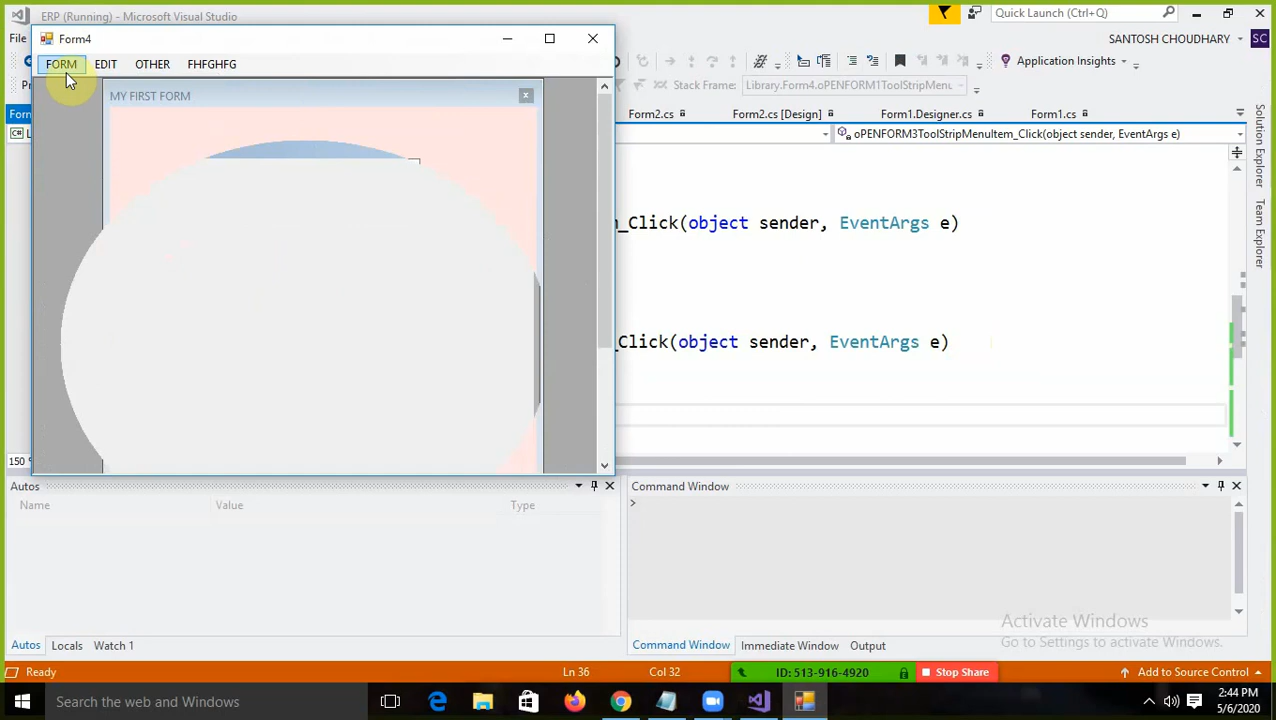 ERP (Running) - Microsoft Visual Studio
Quick Launch (Ctrl+Q)
File
Form4
SANTOSH CHOUDHARY
SC
FORM EDIT OTHER FHFGHFG
Application Insights
Stack Frame: Library.Form4.oPENFORM1ToolStripMenu
MY FIRST FORM
x
Form2.cs
Form2.cs [Design]
Form1.Designer.cs
Form1.cs
oPENFORM3ToolStripMenuItem_Click(object sender, EventArgs e)
_Click(object sender, EventArgs e)
_Click(object sender, EventArgs e)
Solution Explorer
Team Explorer
150 %
Autos
Name Value Type
Command Window
>
Activate Windows
Go to Settings to activate Windows.
Autos Locals Watch 1
Command Window Immediate Window Output
Ready
Ln 36
Col 32
ID: 513-916-4920
Stop Share
Add to Source Control
Search the web and Windows
2:44 PM
5/6/2020